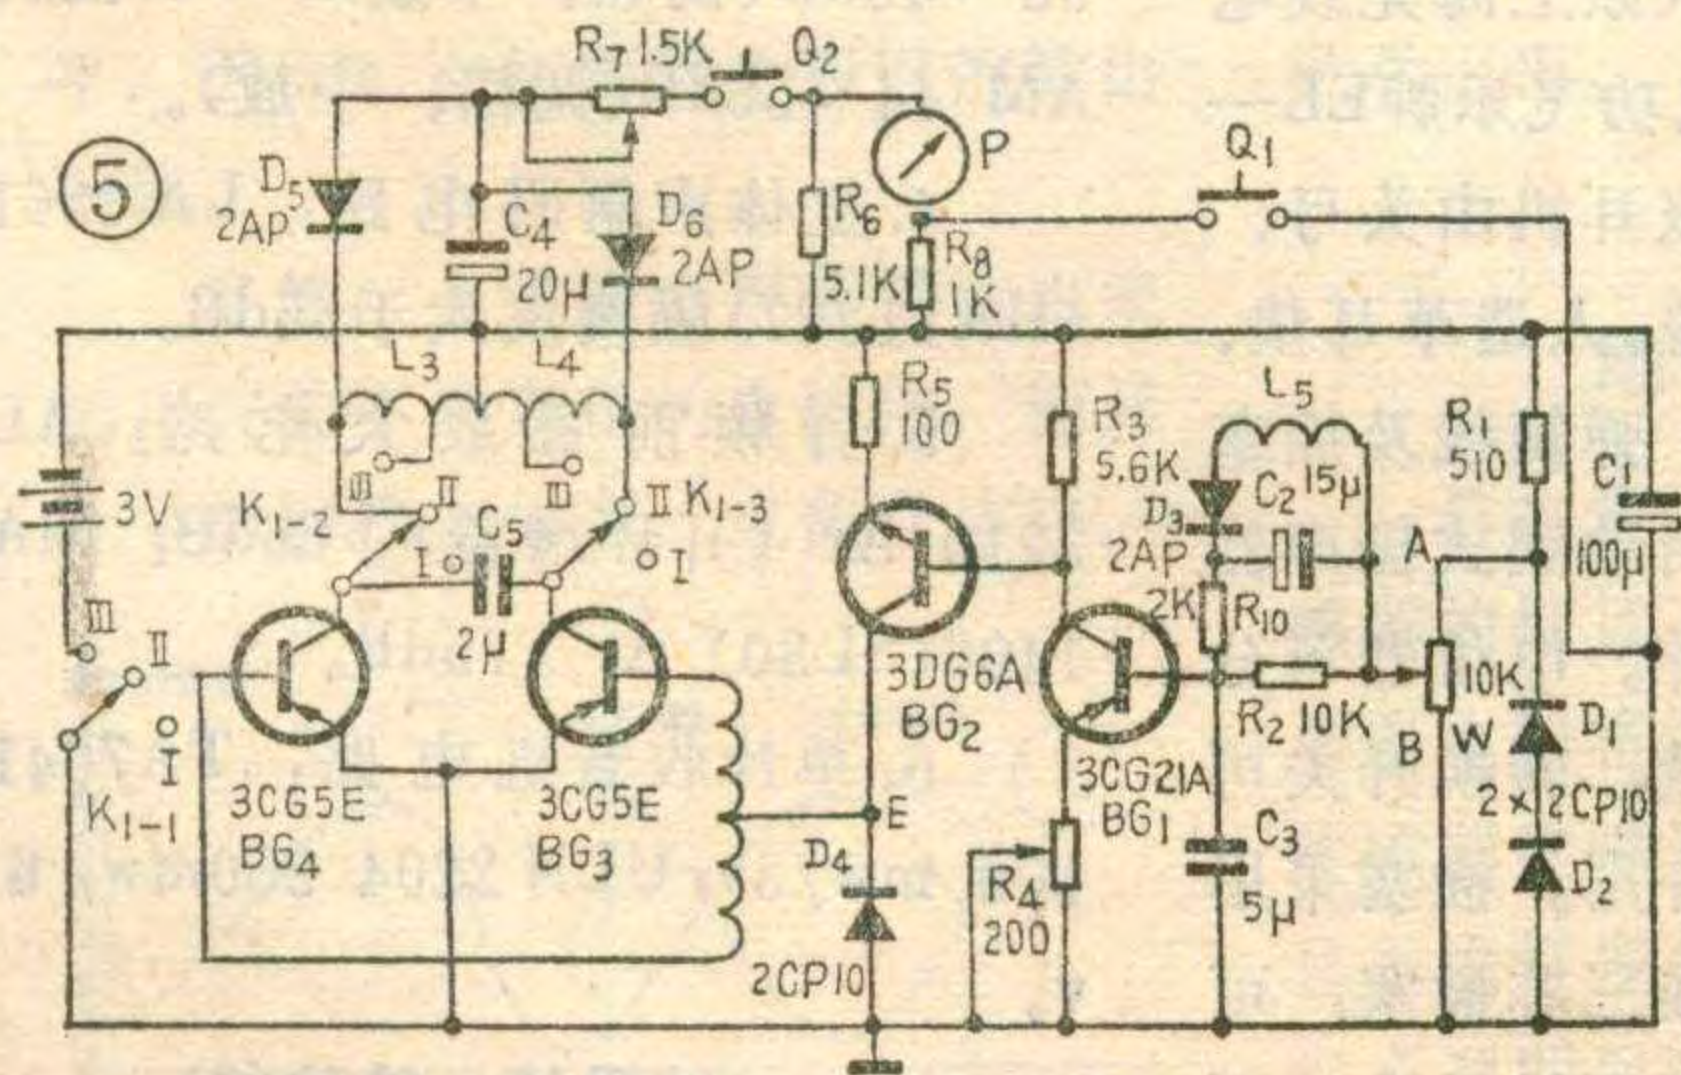 ⑤
R7 1.5K
Q2
P
Q1
D5
2AP
C4
20μ
D6
2AP
R6
5.1K
R8
1K
L3
L4
R5
100
R3
5.6K
L5
R1
510
C1
100μ
3V
K1-2
Ⅲ
Ⅱ
Ⅲ
Ⅱ K1-3
C5
2μ
Ⅰ
Ⅰ
D3
2AP
C2 15μ
2K
R10
A
Ⅲ
Ⅱ
Ⅰ
K1-1
3CG5E
BG4
3CG5E
BG3
3DG6A
BG2
3CG21A
BG1
R2 10K
B
10K
W
D1
2×2CP10
D2
E
D4
2CP10
R4
200
C3
5μ